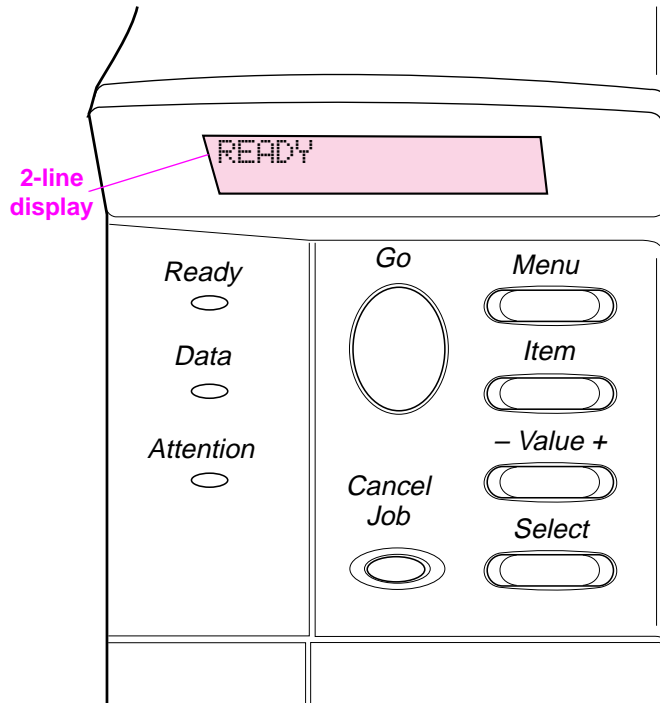 READY
2-line
display
Ready
Data
Attention
Go
Cancel
Job
Menu
Item
– Value +
Select